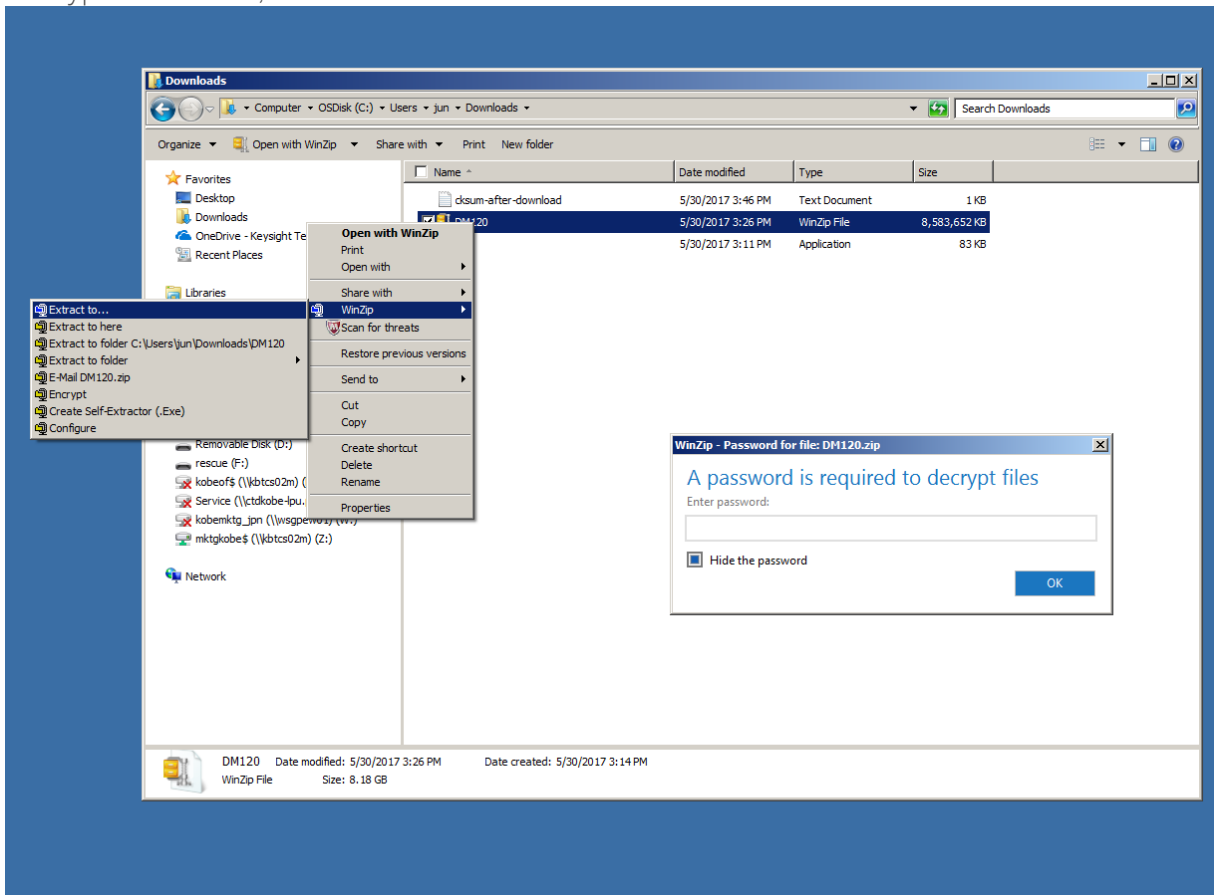 Downloads
Computer OSDisk (C:) Users jun Downloads
Search Downloads
Organize Open with WinZip Share with Print New folder
Name Date modified Type Size
Favorites
Desktop
Downloads
OneDrive - Keysight Te
Recent Places
Libraries
cksum-after-download 5/30/2017 3:46 PM Text Document 1 KB
DM120 5/30/2017 3:26 PM WinZip File 8,583,652 KB
5/30/2017 3:11 PM Application 83 KB
Open with WinZip
Print
Open with
Share with
WinZip
Scan for threats
Restore previous versions
Send to
Cut
Copy
Create shortcut
Delete
Rename
Properties
Extract to...
Extract to here
Extract to folder C:\Users\jun\Downloads\DM120
Extract to folder
E-Mail DM120.zip
Encrypt
Create Self-Extractor (.Exe)
Configure
Removable Disk (D:)
rescue (F:)
kobeof$ (\\kbtcs02m) (
Service (\\ctdkobe-lpu.
kobemktg_jpn (\\wsgpew01) (W:)
mktgkobe$ (\\kbtcs02m) (Z:)
Network
WinZip - Password for file: DM120.zip
A password is required to decrypt files
Enter password:
Hide the password
OK
DM120 Date modified: 5/30/2017 3:26 PM Date created: 5/30/2017 3:14 PM
WinZip File Size: 8.18 GB